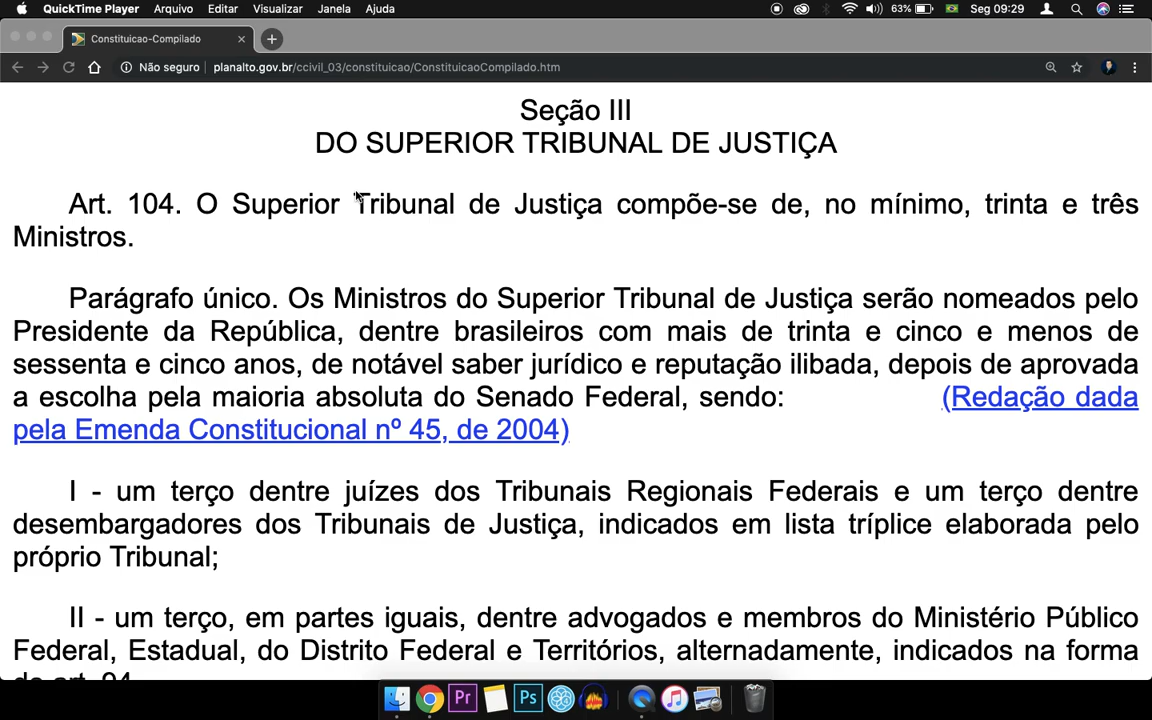 QuickTime Player Arquivo Editar Visualizar Janela Ajuda 63% Seg 09:29
Constituicao-Compilado
Não seguro planalto.gov.br/ccivil_03/constituicao/ConstituicaoCompilado.htm
Seção III
DO SUPERIOR TRIBUNAL DE JUSTIÇA
Art. 104. O Superior Tribunal de Justiça compõe-se de, no mínimo, trinta e três
Ministros.
Parágrafo único. Os Ministros do Superior Tribunal de Justiça serão nomeados pelo
Presidente da República, dentre brasileiros com mais de trinta e cinco e menos de
sessenta e cinco anos, de notável saber jurídico e reputação ilibada, depois de aprovada
a escolha pela maioria absoluta do Senado Federal, sendo: (Redação dada
pela Emenda Constitucional nº 45, de 2004)
I - um terço dentre juízes dos Tribunais Regionais Federais e um terço dentre
desembargadores dos Tribunais de Justiça, indicados em lista tríplice elaborada pelo
próprio Tribunal;
II - um terço, em partes iguais, dentre advogados e membros do Ministério Público
Federal, Estadual, do Distrito Federal e Territórios, alternadamente, indicados na forma
do art. 94.
Pr Ps